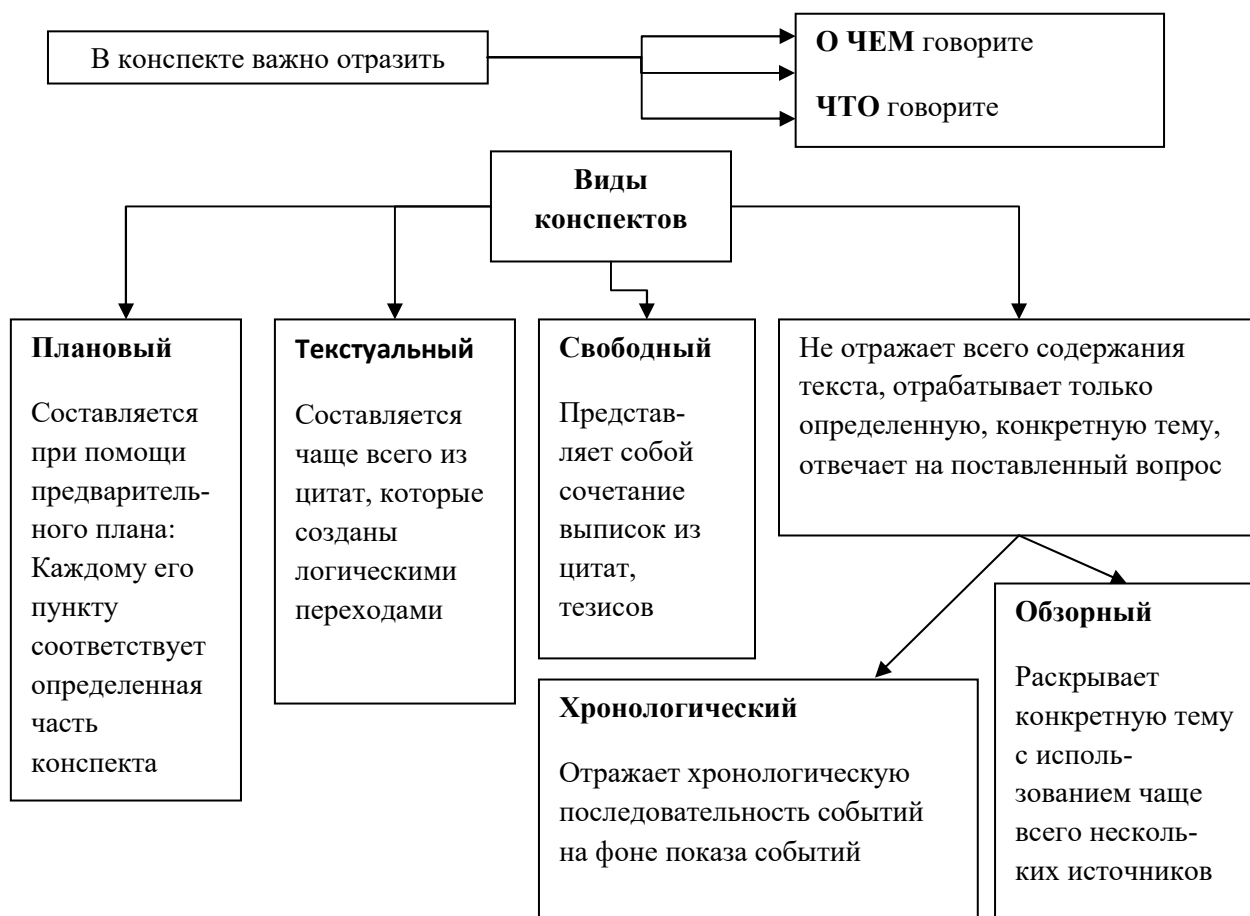 В конспекте важно отразить
О ЧЕМ говорите
ЧТО говорите
Виды
конспектов
Плановый
Составляется
при помощи
предваритель-
ного плана:
Каждому его
пункту
соответствует
определенная
часть
конспекта
Текстуальный
Составляется
чаще всего из
цитат, которые
созданы
логическими
переходами
Свободный
Представ-
ляет собой
сочетание
выписок из
цитат,
тезисов
Не отражает всего содержания
текста, отрабатывает только
определенную, конкретную тему,
отвечает на поставленный вопрос
Хронологический
Отражает хронологическую
последовательность событий
на фоне показа событий
Обзорный
Раскрывает
конкретную тему
с исполь-
зованием чаще
всего несколь-
ких источников